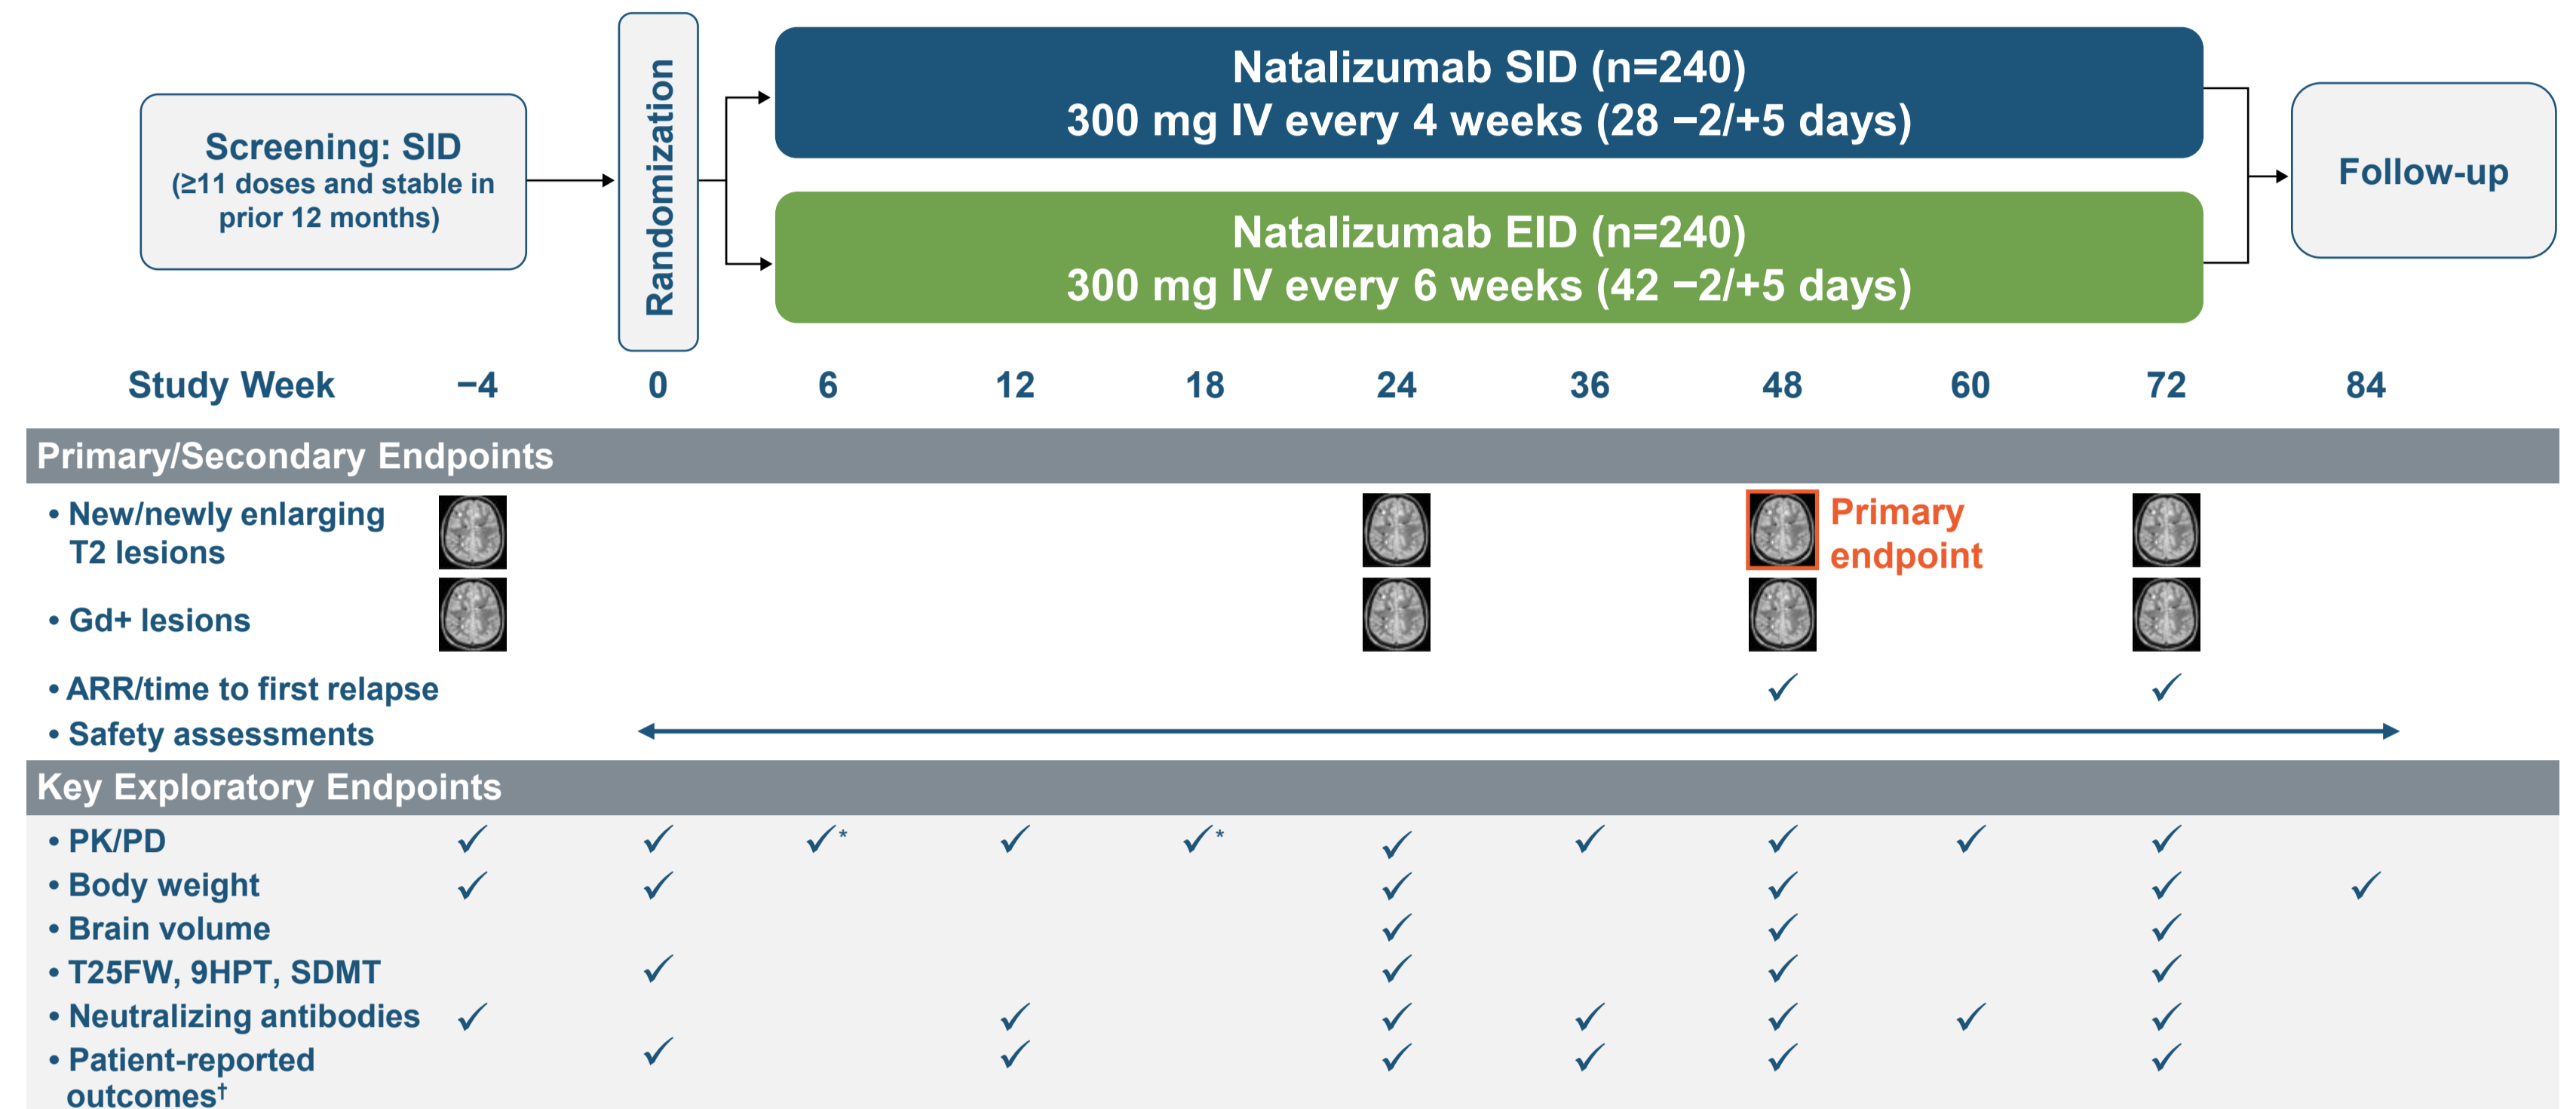 Screening: SID
(≥11 doses and stable in
prior 12 months)
Randomization
Natalizumab SID (n=240)
300 mg IV every 4 weeks (28 −2/+5 days)
Natalizumab EID (n=240)
300 mg IV every 6 weeks (42 −2/+5 days)
Follow-up
Study Week −4 0 6 12 18 24 36 48 60 72 84
Primary/Secondary Endpoints
• New/newly enlarging
T2 lesions
Primary
endpoint
• Gd+ lesions
• ARR/time to first relapse ✓ ✓
• Safety assessments
Key Exploratory Endpoints
• PK/PD ✓ ✓ ✓* ✓ ✓* ✓ ✓ ✓ ✓ ✓
• Body weight ✓ ✓ ✓ ✓ ✓ ✓
• Brain volume ✓ ✓ ✓
• T25FW, 9HPT, SDMT ✓ ✓ ✓ ✓
• Neutralizing antibodies ✓ ✓ ✓ ✓ ✓ ✓ ✓
• Patient-reported ✓ ✓ ✓ ✓ ✓ ✓
outcomes†